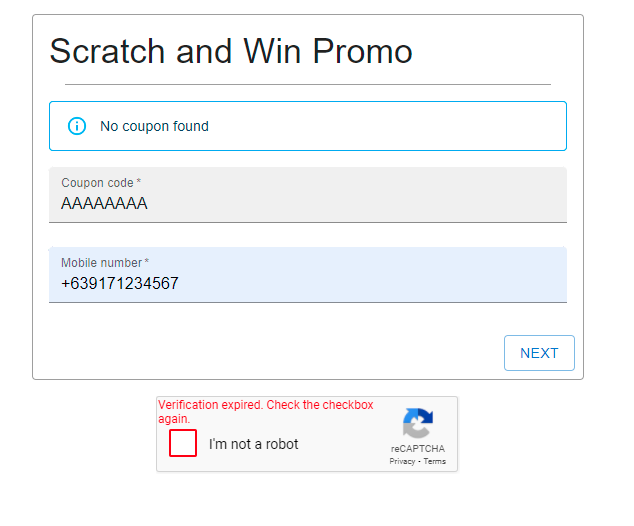 Scratch and Win Promo
No coupon found
Coupon code *
AAAAAAAA
Mobile number *
+639171234567
NEXT
Verification expired. Check the checkbox
again.
I'm not a robot
reCAPTCHA
Privacy - Terms